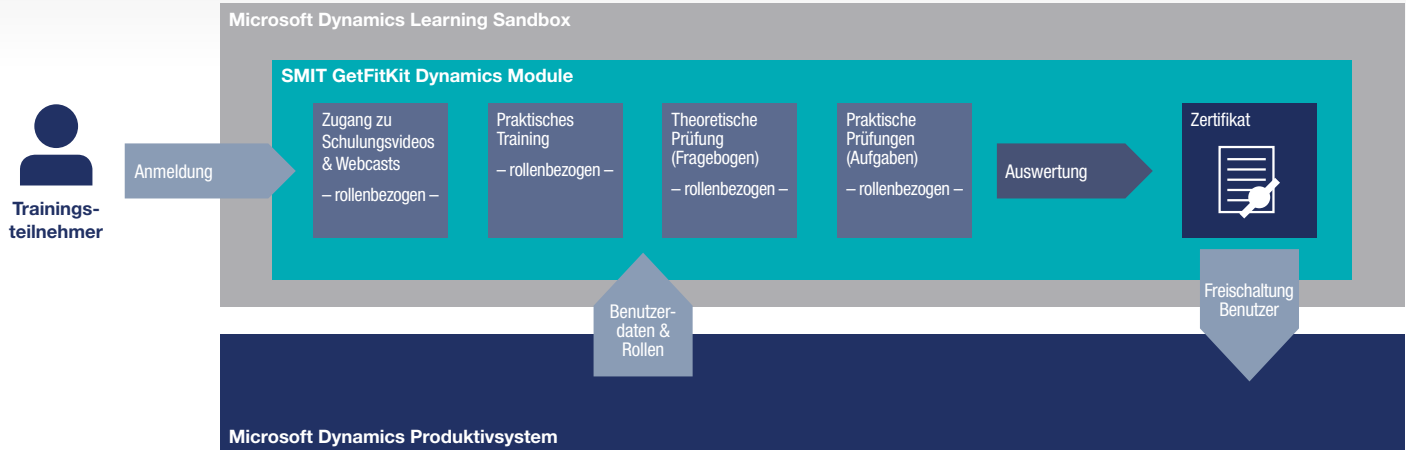 Microsoft Dynamics Learning Sandbox
SMIT GetFitKit Dynamics Module
Trainings-
teilnehmer
Anmeldung
Zugang zu
Schulungsvideos
& Webcasts
– rollenbezogen –
Praktisches
Training
– rollenbezogen –
Theoretische
Prüfung
(Fragebogen)
– rollenbezogen –
Praktische
Prüfungen
(Aufgaben)
– rollenbezogen –
Auswertung
Zertifikat
Benutzer-
daten &
Rollen
Freischaltung
Benutzer
Microsoft Dynamics Produktivsystem